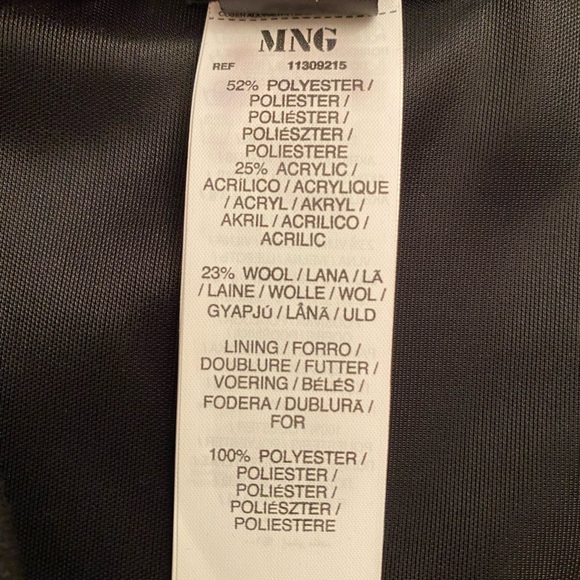 MNG
REF 11309215
52% POLYESTER /
POLIESTER /
POLIÉSTER /
POLIÉSZTER /
POLIESTERE
25% ACRYLIC /
ACRÍLICO / ACRYLIQUE
/ ACRYL / AKRYL /
AKRIL / ACRILICO /
ACRILIC
23% WOOL / LANA / LÃ
/ LAINE / WOLLE / WOL /
GYAPJÚ / LÂNĂ / ULD
LINING / FORRO /
DOUBLURE / FUTTER /
VOERING / BÉLÉS /
FODERA / DUBLURĂ /
FOR
100% POLYESTER /
POLIESTER /
POLIÉSTER /
POLIÉSZTER /
POLIESTERE